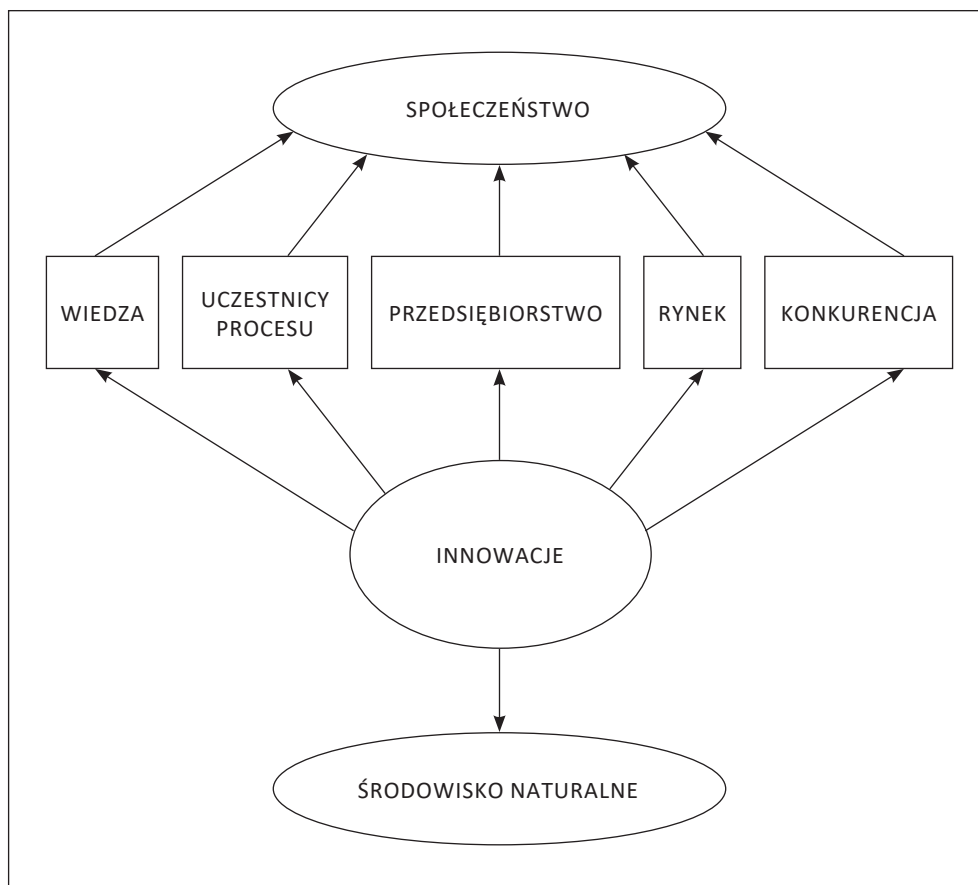 SPOŁECZEŃSTWO
WIEDZA
UCZESTNICY
PROCESU
PRZEDSIĘBIORSTWO
RYNEK
KONKURENCJA
INNOWACJE
ŚRODOWISKO NATURALNE